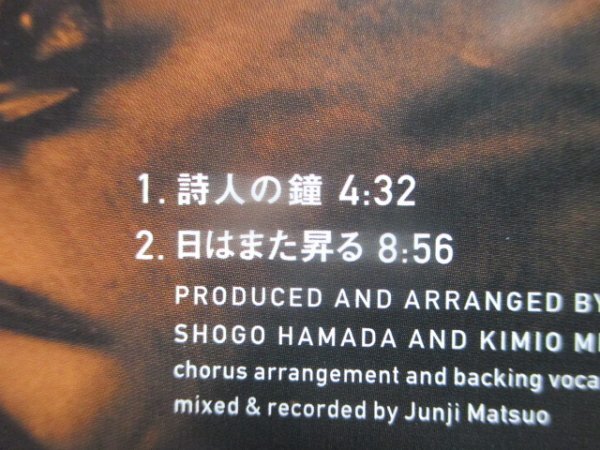 1. 詩人の鐘 4:32
2. 日はまた昇る 8:56
PRODUCED AND ARRANGED BY
SHOGO HAMADA AND KIMIO
chorus arrangement and backing
mixed & recorded by Junji Matsuo